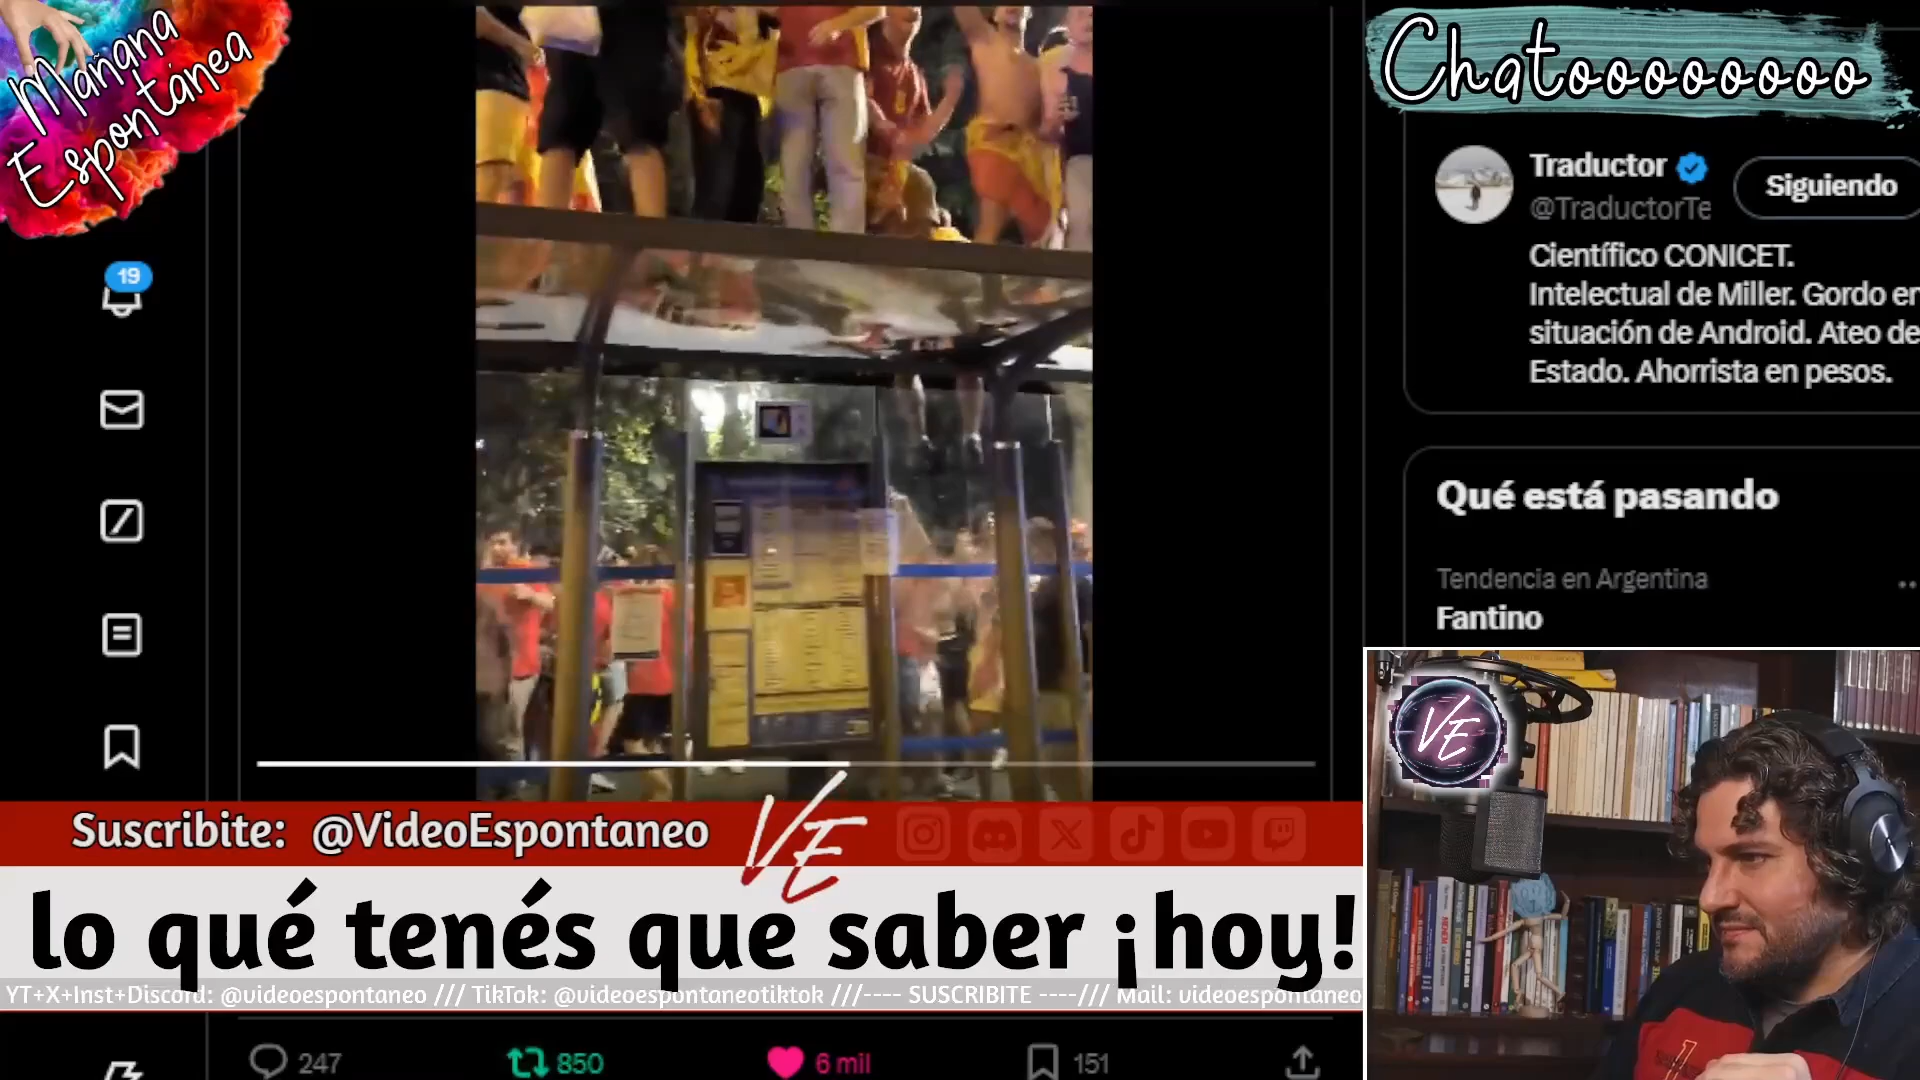 Mañana
Espontánea
Chatooooooooo
19
Traductor
@TraductorTe
Siguiendo
Científico CONICET.
Intelectual de Miller. Gordo en
situación de Android. Ateo de
Estado. Ahorrista en pesos.
Qué está pasando
Tendencia en Argentina
Fantino
VE
Suscribite: @VideoEspontaneo
VE
lo qué tenés que saber ¡hoy!
YT+X+Inst+Discord: @videoespontaneo /// TikTok: @videoespontaneotiktok ///---- SUSCRIBITE ----/// Mail: videoespontaneo
247
850
6 mil
151